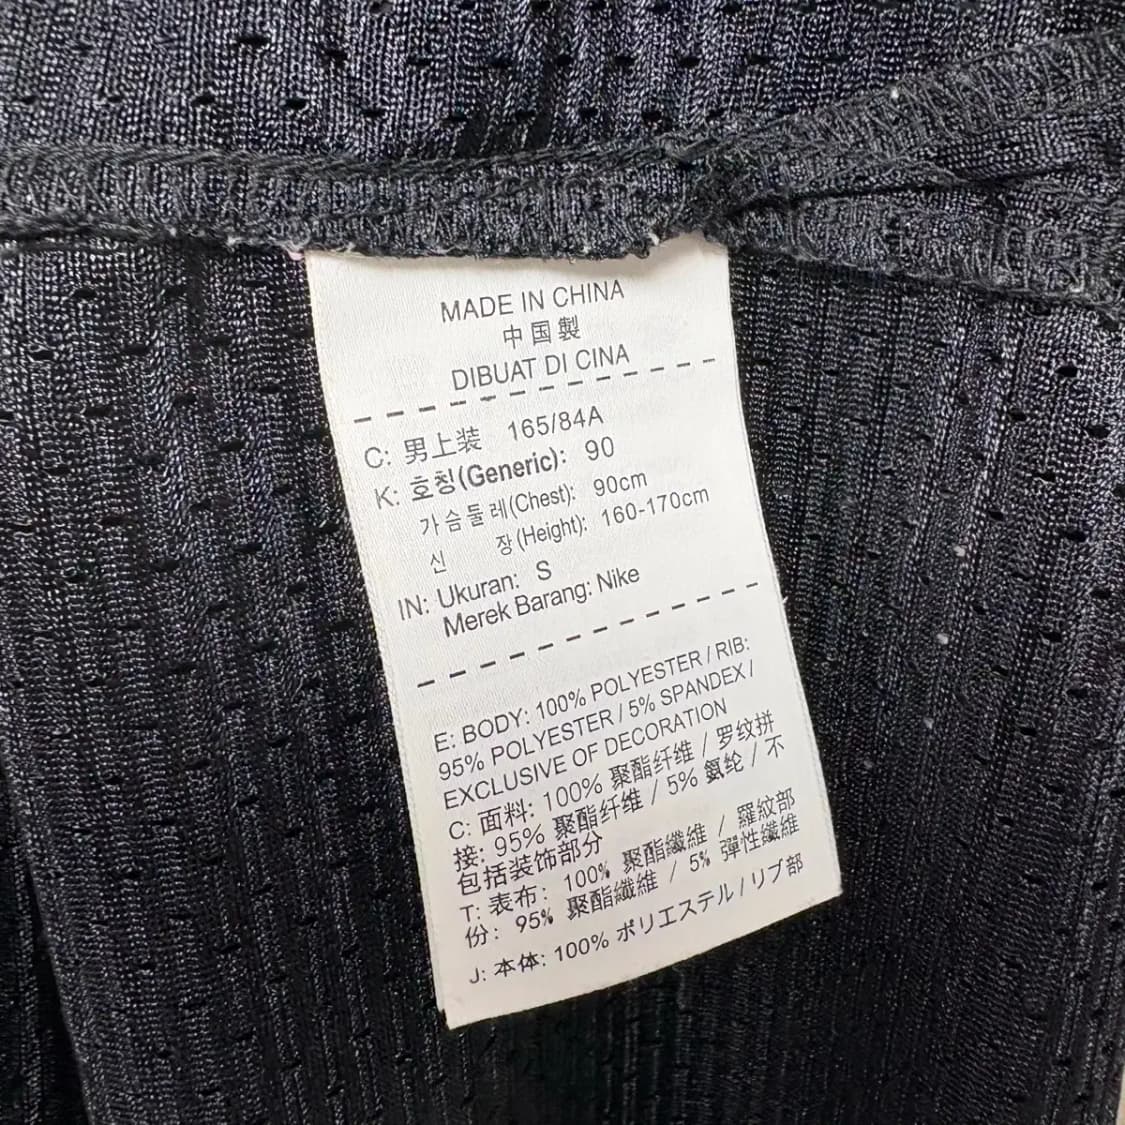 MADE IN CHINA
中国製
DIBUAT DI CINA
C: 男上装 165/84A
K: 호칭(Generic): 90
가슴둘레(Chest): 90cm
신 장(Height): 160-170cm
IN: Ukuran: S
Merek Barang: Nike
E: BODY: 100% POLYESTER / RIB:
95% POLYESTER / 5% SPANDEX /
EXCLUSIVE OF DECORATION
C: 面料: 100% 聚酯纤维 / 罗纹拼
接: 95% 聚酯纤维 / 5% 氨纶 / 不
包括装饰部分
T: 表布: 100% 聚酯纖維 / 羅紋部
份: 95% 聚酯纖維 / 5% 彈性纖維
J: 本体: 100% ポリエステル / リブ部